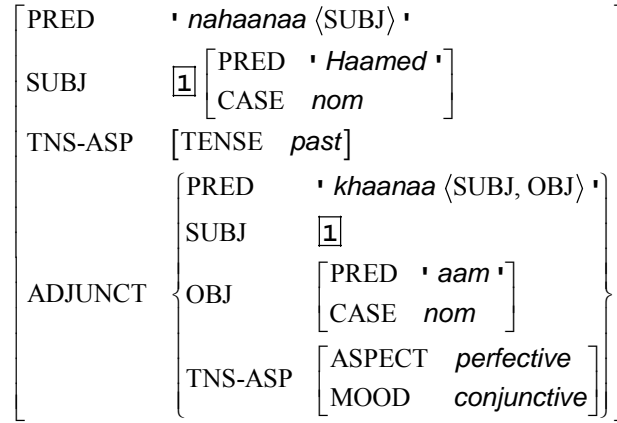 PRED ' nahaanaa ⟨SUBJ⟩ '
SUBJ 1 [PRED ' Haamed '
CASE nom]
TNS-ASP [TENSE past]
ADJUNCT {PRED ' khaanaa ⟨SUBJ, OBJ⟩ '
SUBJ 1
OBJ [PRED ' aam '
CASE nom]
TNS-ASP [ASPECT perfective
MOOD conjunctive]}